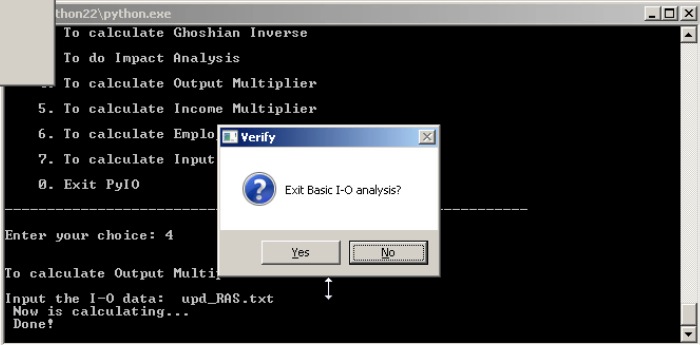 thon22\python.exe
To calculate Ghoshian Inverse
To do Impact Analysis
To calculate Output Multiplier
5. To calculate Income Multiplier
6. To calculate
7. To calculate Input
0. Exit PyIO
Enter your choice: 4
To calculate Output
Input the I-O data: upd_RAS.txt
Now is calculating...
Done!
Verify
Exit Basic I-O analysis?
Yes
No